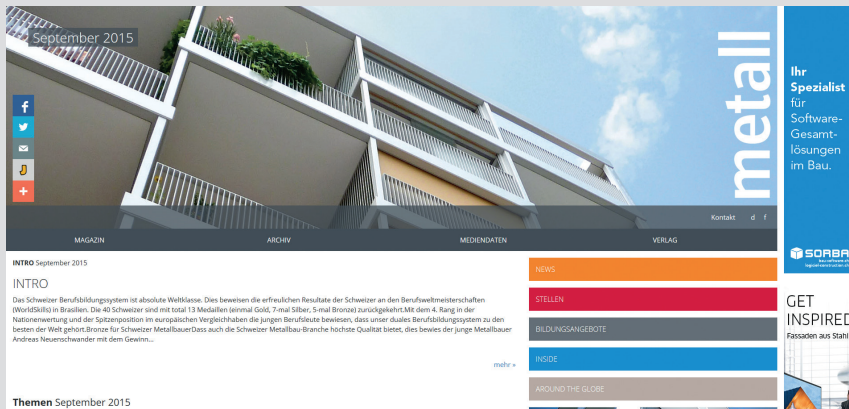 September 2015
metall
Kontakt d f
MAGAZIN ARCHIV MEDIENDATEN VERLAG
INTRO September 2015
INTRO
Das Schweizer Berufsbildungssystem ist absolute Weltklasse. Dies beweisen die erfreulichen Resultate der Schweizer an den Berufsweltmeisterschaften
(WorldSkills) in Brasilien. Die 40 Schweizer sind mit total 13 Medaillen (einmal Gold, 7-mal Silber, 5-mal Bronze) zurückgekehrt.Mit dem 4. Rang in der
Nationenwertung und der Spitzenposition im europäischen Vergleichhaben die jungen Berufsleute bewiesen, dass unser duales Berufsbildungssystem zu den
besten der Welt gehört.Bronze für Schweizer MetallbauerDass auch die Schweizer Metallbau-Branche höchste Qualität bietet, dies bewies der junge Metallbauer
Andreas Neuenschwander mit dem Gewinn...
mehr »
Themen September 2015
NEWS
STELLEN
BILDUNGSANGEBOTE
INSIDE
AROUND THE GLOBE
Ihr
Spezialist
für
Software-
Gesamt-
lösungen
im Bau.
SORBA
GET
INSPIRED
Fassaden aus Stahl